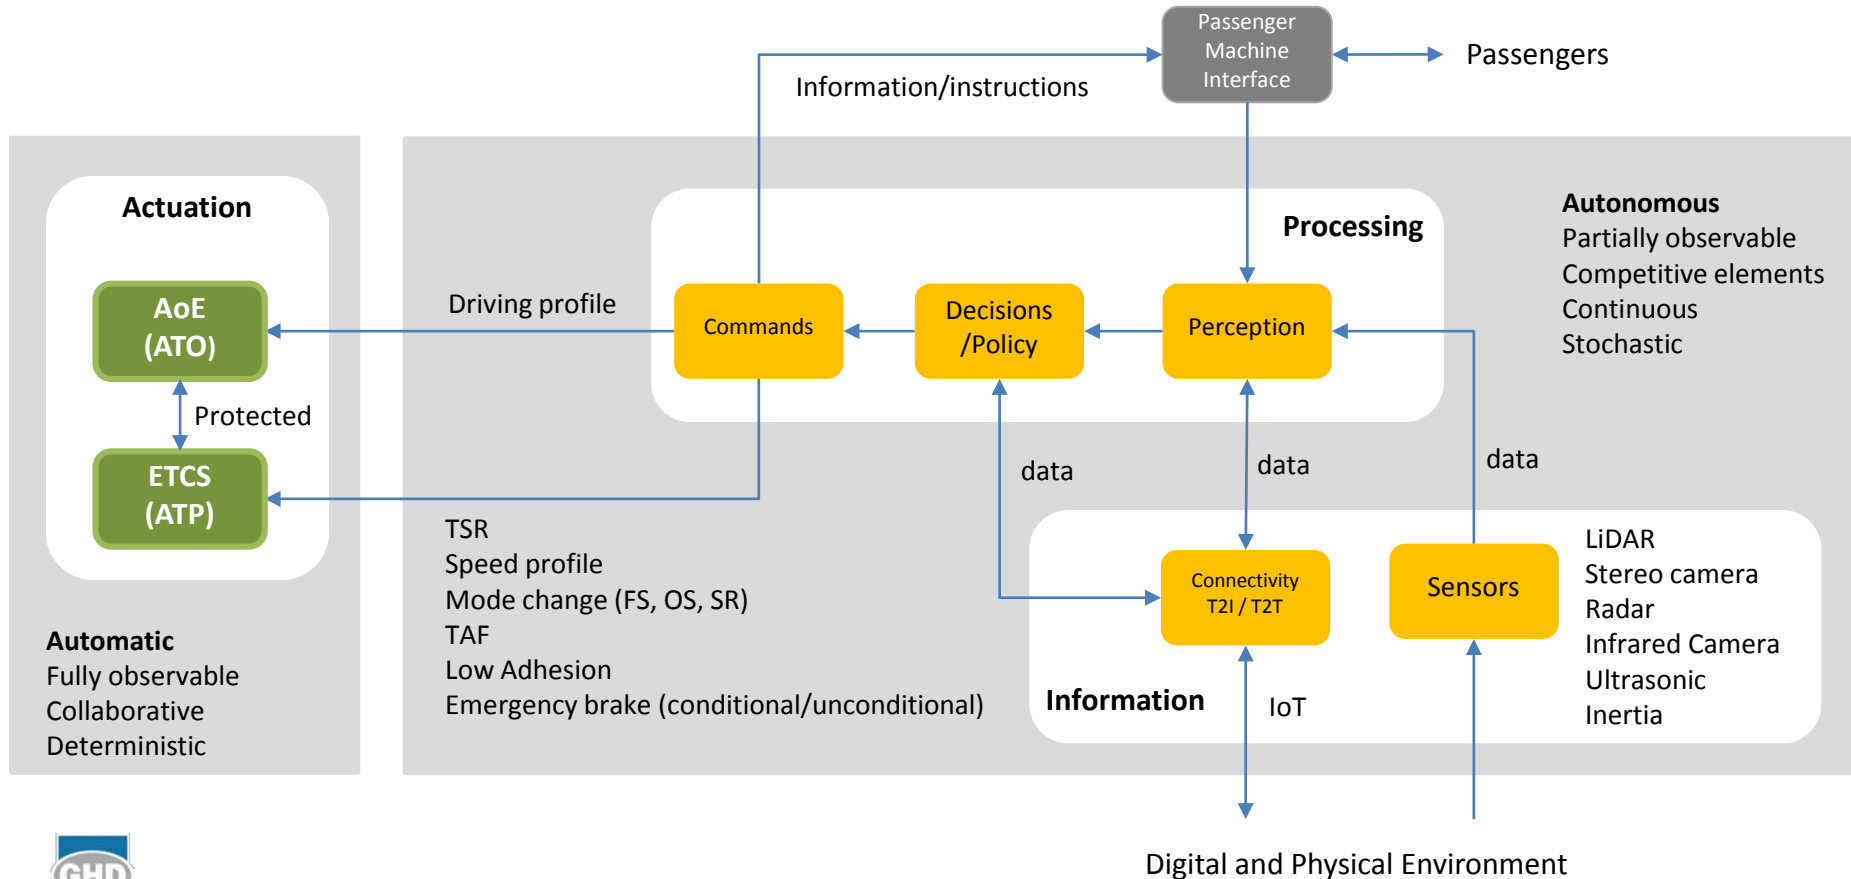 Passenger
Machine
Interface
Passengers
Information/instructions
Actuation
Processing
Autonomous
Partially observable
Competitive elements
Continuous
Stochastic
AoE
(ATO)
Driving profile
Commands
Decisions
/Policy
Perception
Protected
ETCS
(ATP)
data
data
data
TSR
Speed profile
Mode change (FS, OS, SR)
TAF
Low Adhesion
Emergency brake (conditional/unconditional)
Connectivity
T2I / T2T
Sensors
LiDAR
Stereo camera
Radar
Infrared Camera
Ultrasonic
Inertia
Information
IoT
Automatic
Fully observable
Collaborative
Deterministic
GHD
Digital and Physical Environment